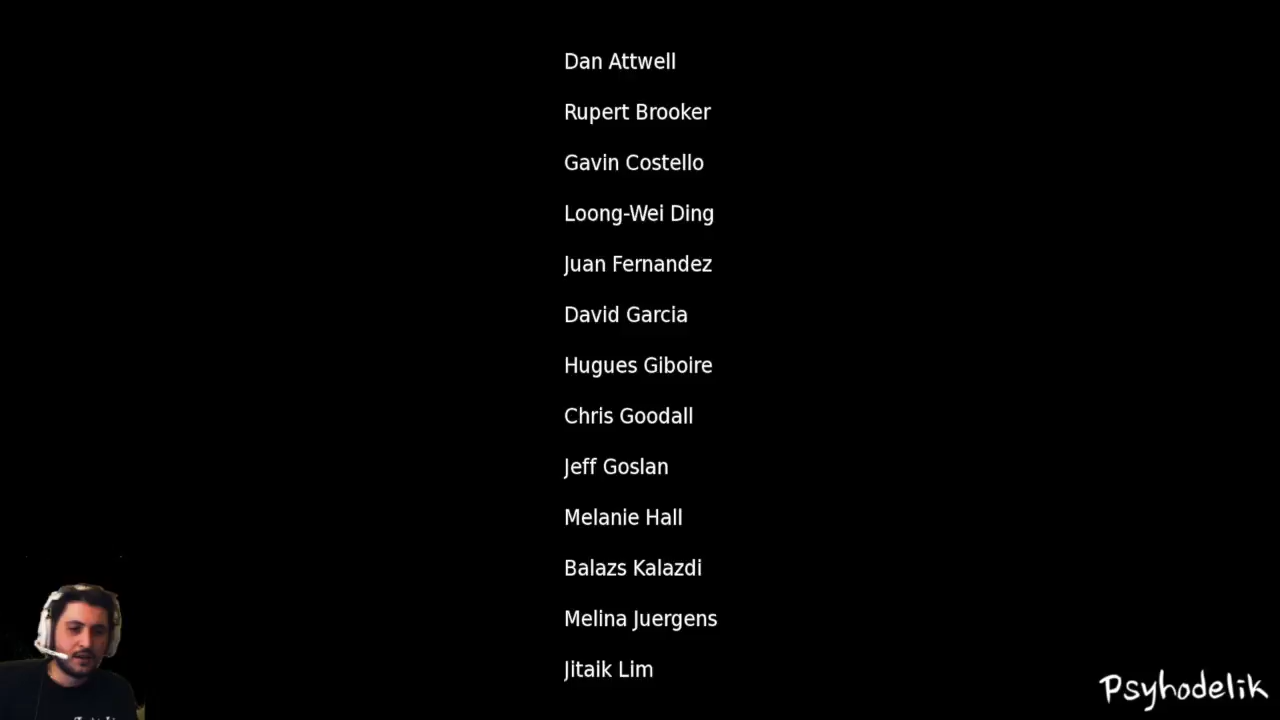 Dan Attwell
Rupert Brooker
Gavin Costello
Loong-Wei Ding
Juan Fernandez
David Garcia
Hugues Giboire
Chris Goodall
Jeff Goslan
Melanie Hall
Balazs Kalazdi
Melina Juergens
Jitaik Lim
Psyhodelik